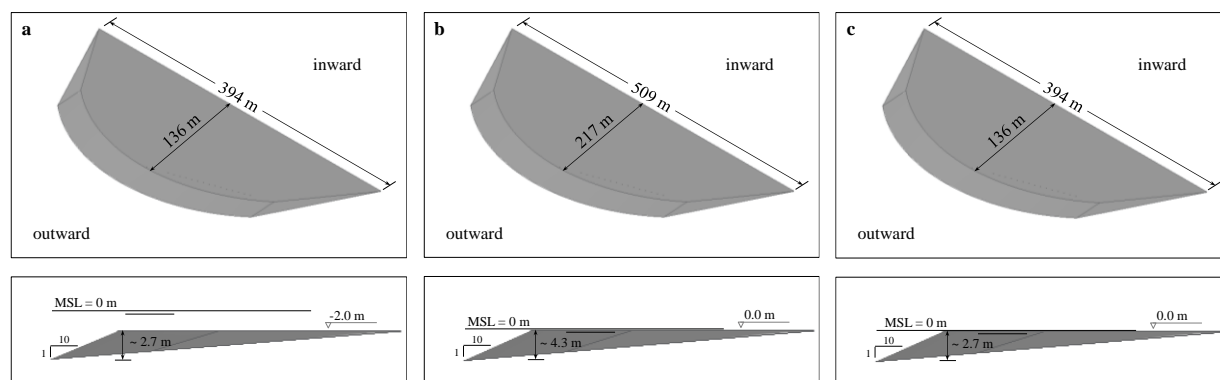 a
inward
394 m
136 m
outward
b
inward
509 m
217 m
outward
c
inward
394 m
136 m
outward
MSL = 0 m
-2.0 m
10
1
~ 2.7 m
MSL = 0 m
0.0 m
10
1
~ 4.3 m
MSL = 0 m
0.0 m
10
1
~ 2.7 m